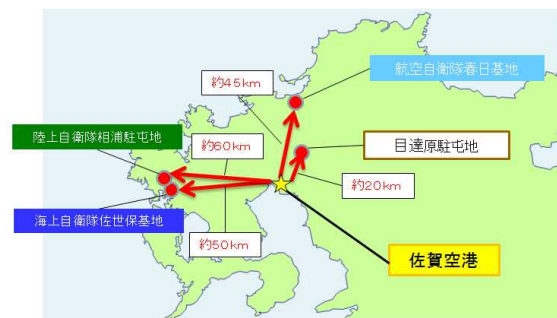 航空自衛隊春日基地
約45km
陸上自衛隊相浦駐屯地
約60km
目達原駐屯地
約20km
海上自衛隊佐世保基地
約50km
佐賀空港